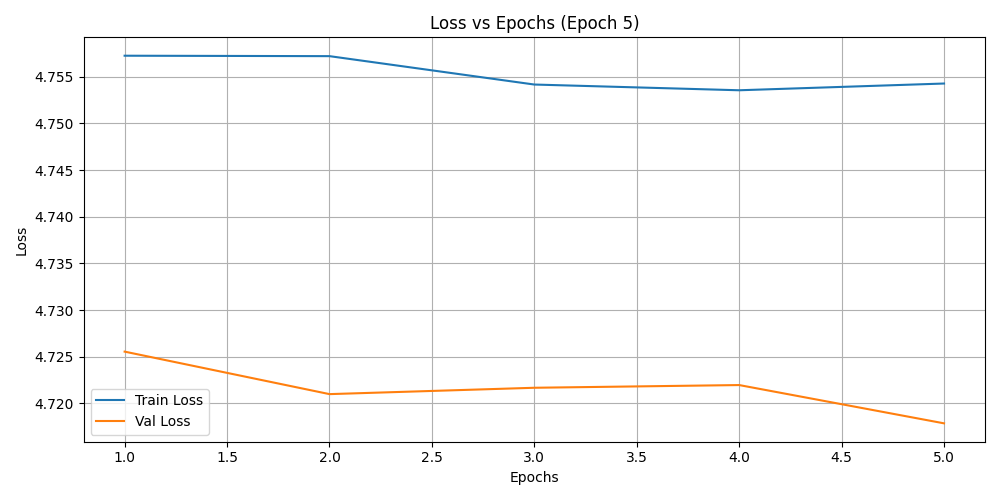 Loss vs Epochs (Epoch 5)
4.755
4.750
4.745
4.740
4.735
4.730
4.725
4.720
Loss
Train Loss
Val Loss
1.0 1.5 2.0 2.5 3.0 3.5 4.0 4.5 5.0
Epochs